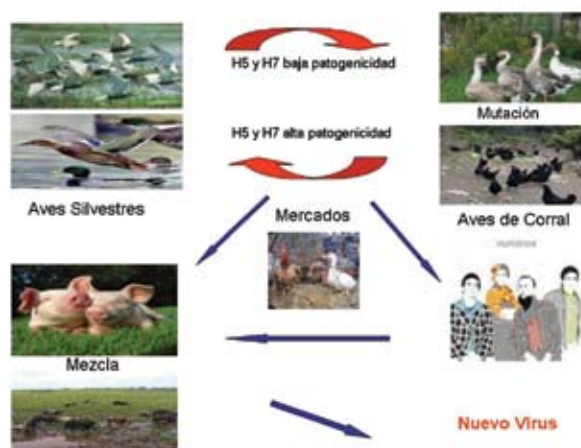 H5 y H7 baja patogenicidad
Mutación
H5 y H7 alta patogenicidad
Aves Silvestres
Mercados
Aves de Corral
Mezcla
Nuevo Virus